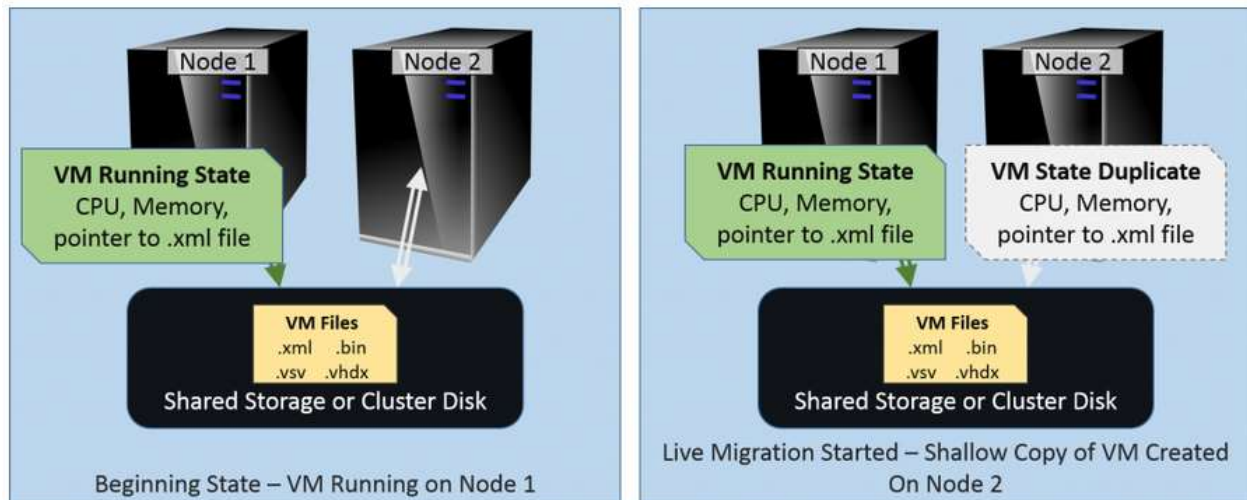 Node 1
Node 2
VM Running State
CPU, Memory,
pointer to .xml file
VM Files
.xml .bin
.vsv .vhdx
Shared Storage or Cluster Disk
Beginning State – VM Running on Node 1
Node 1
Node 2
VM Running State
CPU, Memory,
pointer to .xml file
VM State Duplicate
CPU, Memory,
pointer to .xml file
VM Files
.xml .bin
.vsv .vhdx
Shared Storage or Cluster Disk
Live Migration Started – Shallow Copy of VM Created
On Node 2